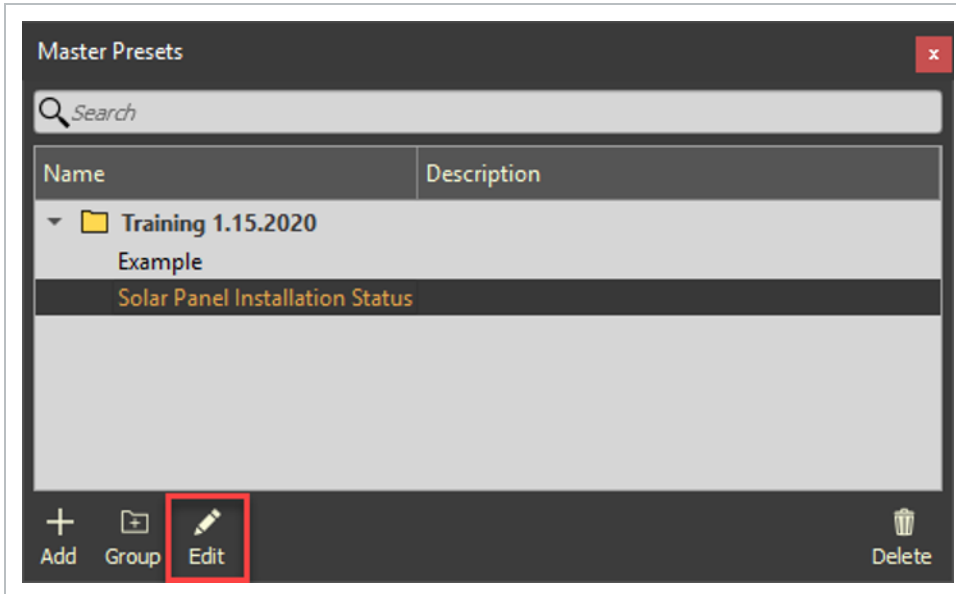 Master Presets
x
Search
Name Description
Training 1.15.2020
Example
Solar Panel Installation Status
Add Group Edit Delete